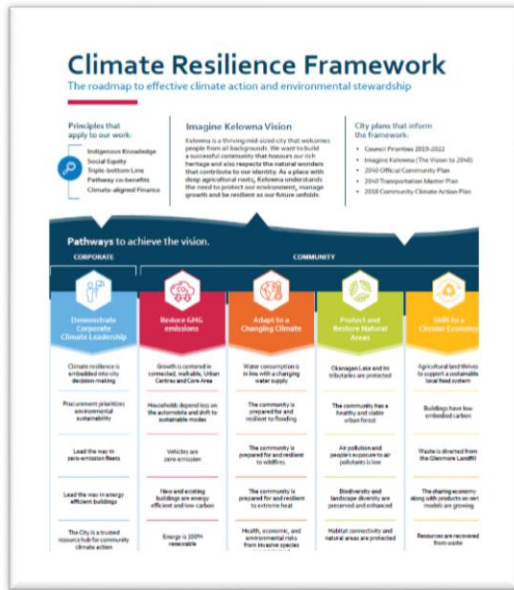 Climate Resilience Framework
The roadmap to effective climate action and environmental stewardship
Principles that
apply to our work:
Indigenous Knowledge
Social Equity
Triple-bottom Line
Pathway co-benefits
Climate-aligned Finance
Imagine Kelowna Vision
Kelowna is a thriving mid-sized city that welcomes
people from all backgrounds. We want to build
a successful community that honours our rich
heritage and also respects the natural wonders
that contribute to our identity. As a place with
deep agricultural roots, Kelowna understands
the need to protect our environment, manage
growth and be resilient as our future unfolds.
City plans that inform
the framework:
• Council Priorities 2019-2022
• Imagine Kelowna (The Vision to 2040)
• 2040 Official Community Plan
• 2040 Transportation Master Plan
• 2018 Community Climate Action Plan
Pathways to achieve the vision.
CORPORATE
COMMUNITY
Demonstrate
Corporate
Climate Leadership
Climate resilience is
embedded into city
decision-making
Procurement prioritizes
environmental
sustainability
Lead the way in
zero-emission fleets
Lead the way in energy
efficient buildings
The City is a trusted
resource hub for community
climate action
Reduce GHG
emissions
Growth is centered in
connected, walkable, Urban
Centres and Core Area
Households depend less on
the automobile and shift to
sustainable modes
Vehicles are
zero-emission
New and existing
buildings are energy
efficient and low-carbon
Energy is 100%
renewable
Adapt to a
Changing Climate
Water consumption is
in line with a changing
water supply
The community is
prepared for and
resilient to flooding
The community is
prepared for and resilient
to wildfires
The community is
prepared for and resilient
to extreme heat
Health, economic, and
environmental risks
from invasive species
Protect and
Restore Natural
Areas
Okanagan Lake and its
tributaries are protected
The community has a
healthy and viable
urban forest
Air pollution and
people's exposure to air
pollutants is low
Biodiversity and
landscape diversity are
preserved and enhanced
Habitat connectivity and
natural areas are protected
Shift to a
Circular Economy
Agricultural land thrives
to support a sustainable
local food system
Buildings have low
embodied carbon
Waste is diverted from
the Glenmore Landfill
The sharing economy
along with products as
models are growing
Resources are recovered
from waste